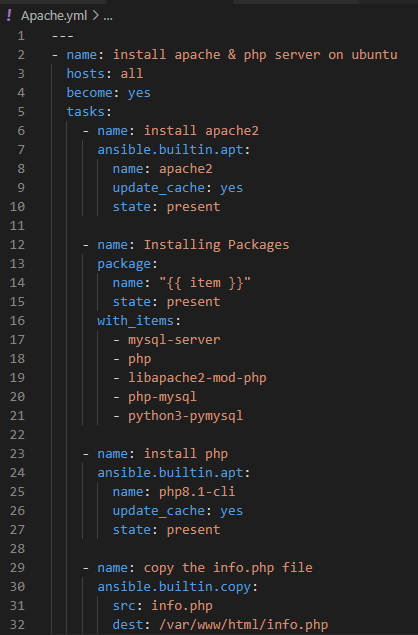 ! Apache.yml > ...
1 ---
2 - name: install apache & php server on ubuntu
3   hosts: all
4   become: yes
5   tasks:
6     - name: install apache2
7       ansible.builtin.apt:
8         name: apache2
9         update_cache: yes
10         state: present
11
12     - name: Installing Packages
13       package:
14         name: "{{ item }}"
15         state: present
16       with_items:
17         - mysql-server
18         - php
19         - libapache2-mod-php
20         - php-mysql
21         - python3-pymysql
22
23     - name: install php
24       ansible.builtin.apt:
25         name: php8.1-cli
26         update_cache: yes
27         state: present
28
29     - name: copy the info.php file
30       ansible.builtin.copy:
31         src: info.php
32         dest: /var/www/html/info.php